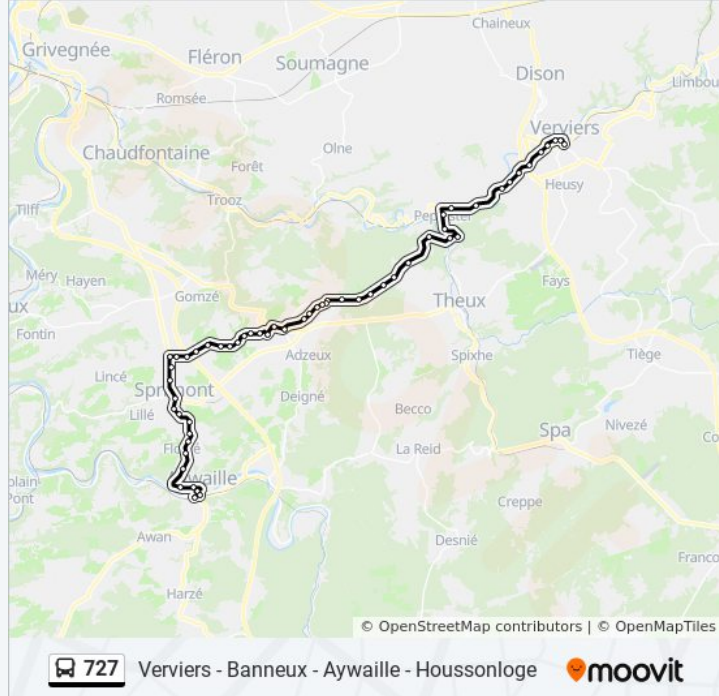 Chaineux
Grivegnée
Fléron
Soumagne
Dison
Limbou
Romsée
Verviers
Chaudfontaine
Olne
Forêt
Heusy
Trooz
Tilff
Pepinster
Méry
Hayen
Gomzé
Theux
Fays
ux
Fontin
Adzeux
Spixhe
Tiège
Lincé
Sprimont
Deigné
Becco
Lillé
Nivezé
Co
Spa
Florzé
La Reid
plain
Pont
Aywaille
Creppe
Awan
Desnié
Franco
Harzé
© OpenStreetMap contributors | © OpenMapTiles
727 Verviers - Banneux - Aywaille - Houssonloge moovit